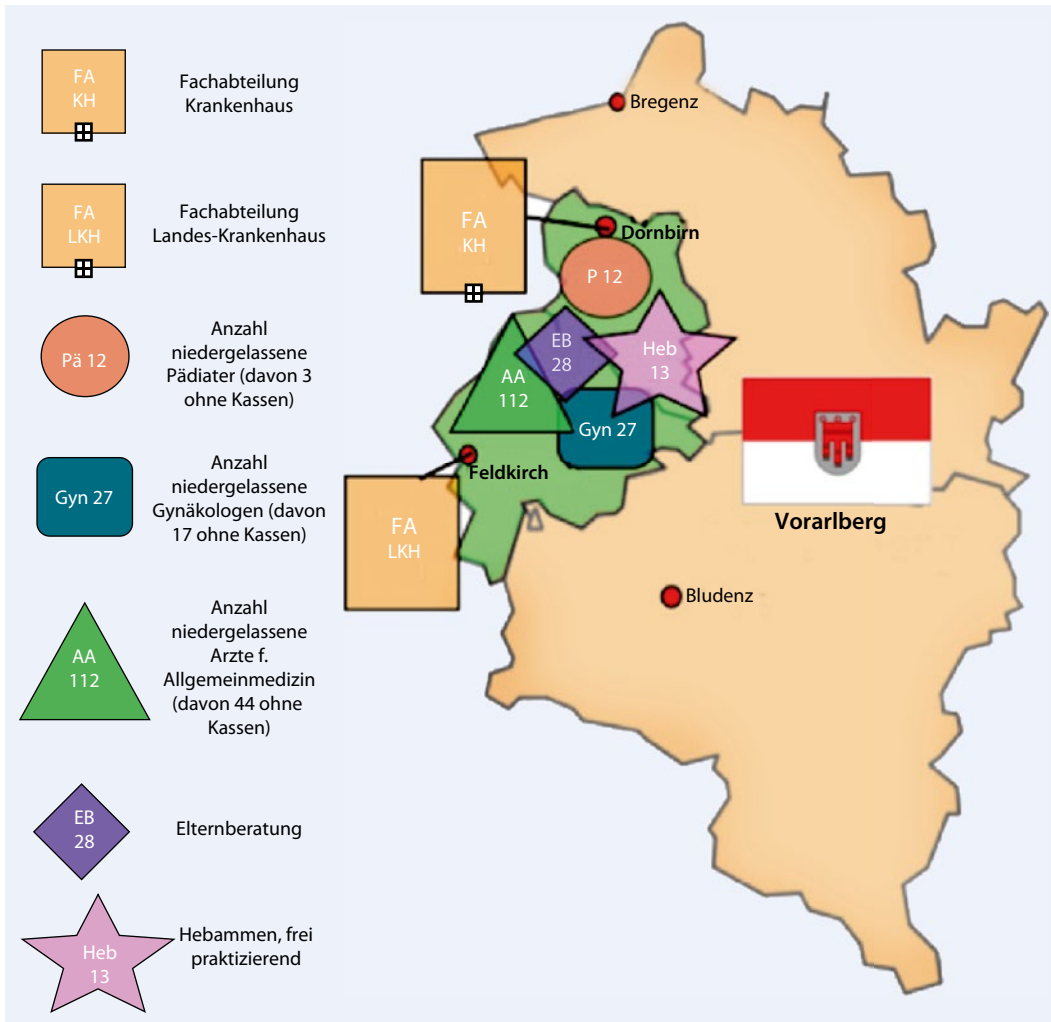 FA
KH
Fachabteilung
Krankenhaus
FA
LKH
Fachabteilung
Landes-Krankenhaus
Pä 12
Anzahl
niedergelassene
Pädiater (davon 3
ohne Kassen)
Gyn 27
Anzahl
niedergelassene
Gynäkologen (davon
17 ohne Kassen)
AA
112
Anzahl
niedergelassene
Arzte f.
Allgemeinmedizin
(davon 44 ohne
Kassen)
EB
28
Elternberatung
Heb
13
Hebammen, frei
praktizierend
Bregenz
FA
KH
Dornbirn
P 12
EB
28
Heb
13
AA
112
Gyn 27
Feldkirch
FA
LKH
Vorarlberg
Bludenz